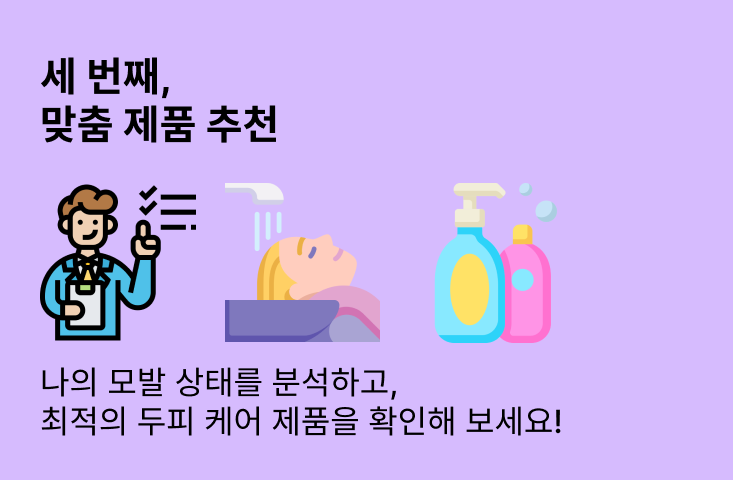 세 번째,
맞춤 제품 추천
나의 모발 상태를 분석하고,
최적의 두피 케어 제품을 확인해 보세요!